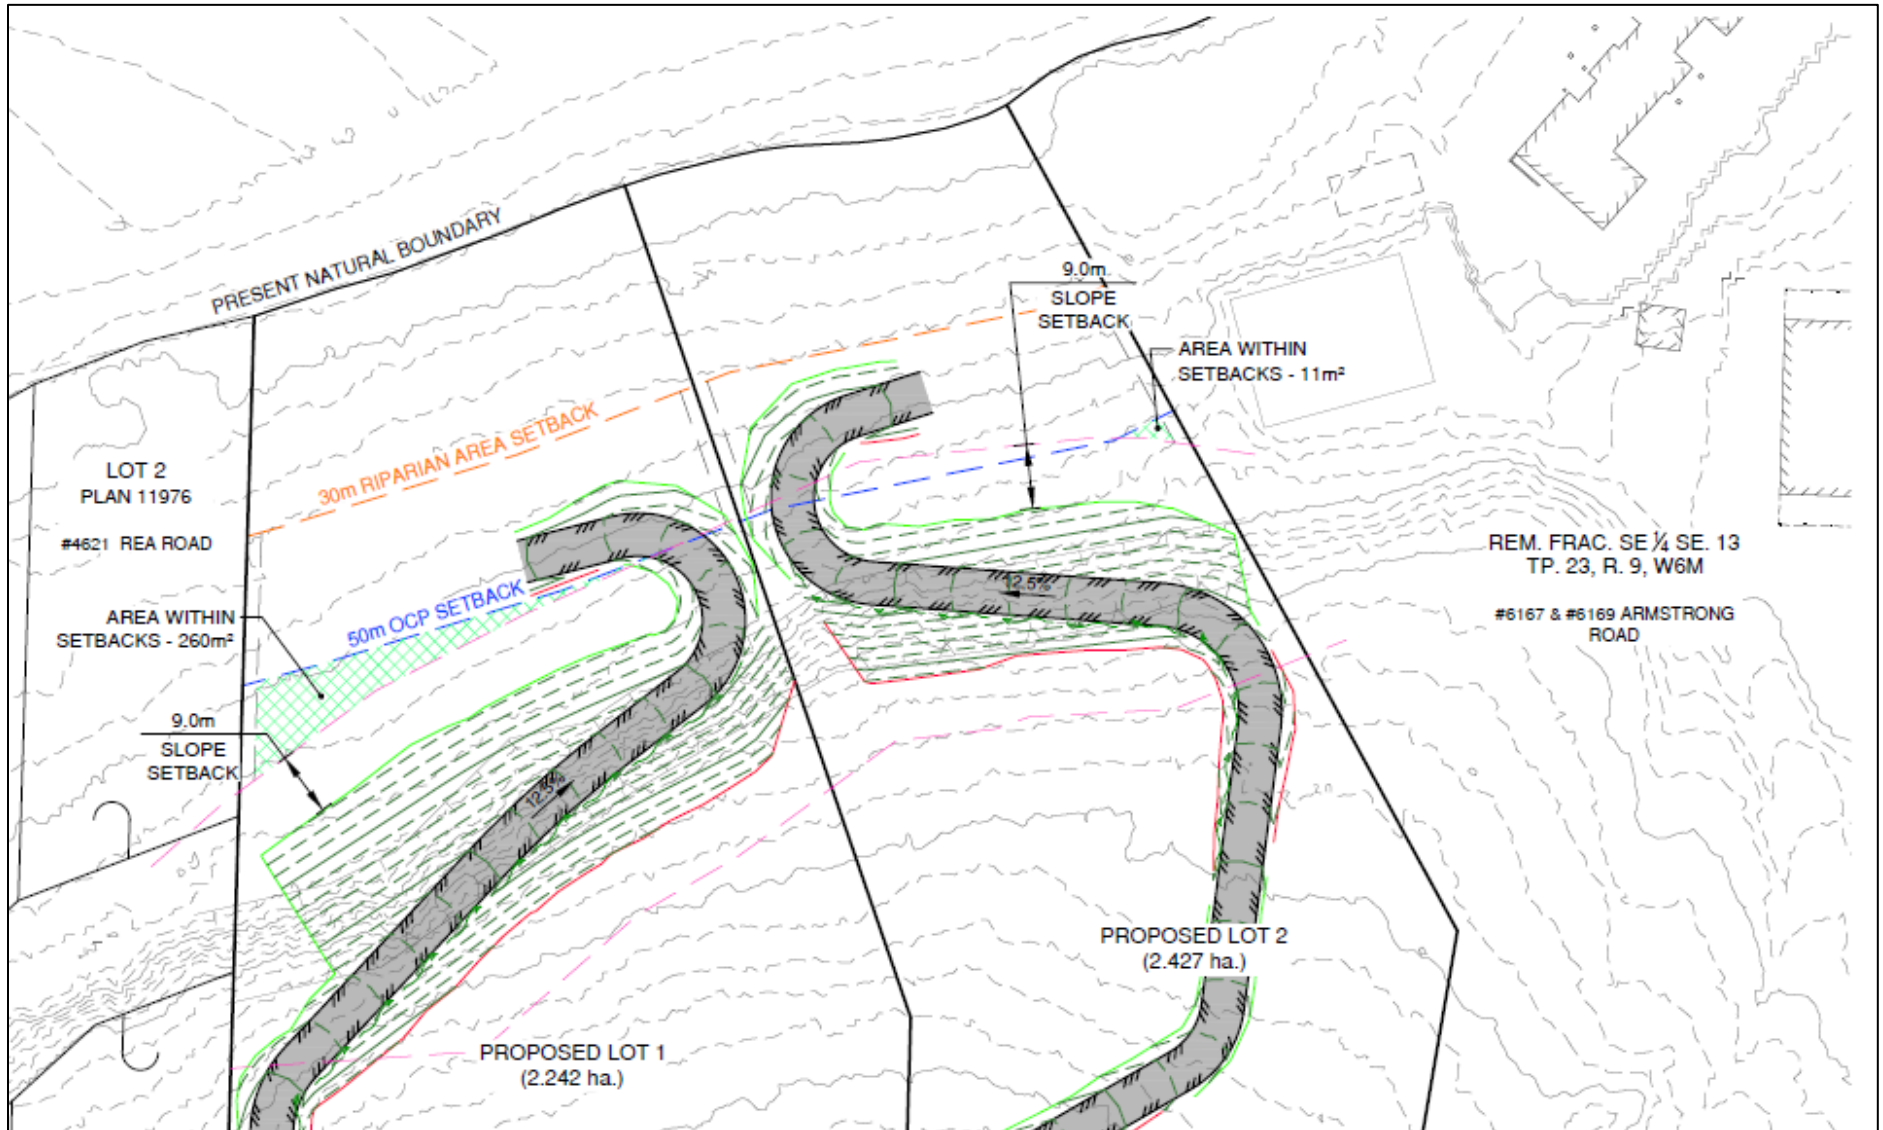 PRESENT NATURAL BOUNDARY
9.0m.
SLOPE
SETBACK
AREA WITHIN
SETBACKS - 11m²
30m RIPARIAN AREA SETBACK
LOT 2
PLAN 11976
#4621 REA ROAD
REM. FRAC. SE ¼ SE. 13
TP. 23, R. 9, W6M
#6167 & #6169 ARMSTRONG
ROAD
12.5%
50m OCP SETBACK
AREA WITHIN
SETBACKS - 260m²
9.0m
SLOPE
SETBACK
12.5%
PROPOSED LOT 2
(2.427 ha.)
PROPOSED LOT 1
(2.242 ha.)